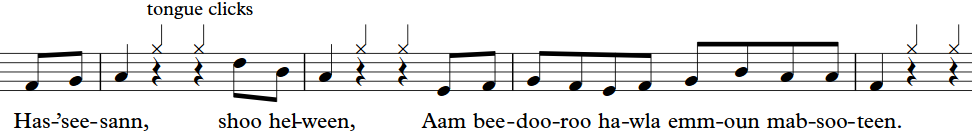 tongue clicks
Has-'see-sann, shoo hel-ween, Aam bee-doo-roo ha-wla emm-oun mab-soo-teen.